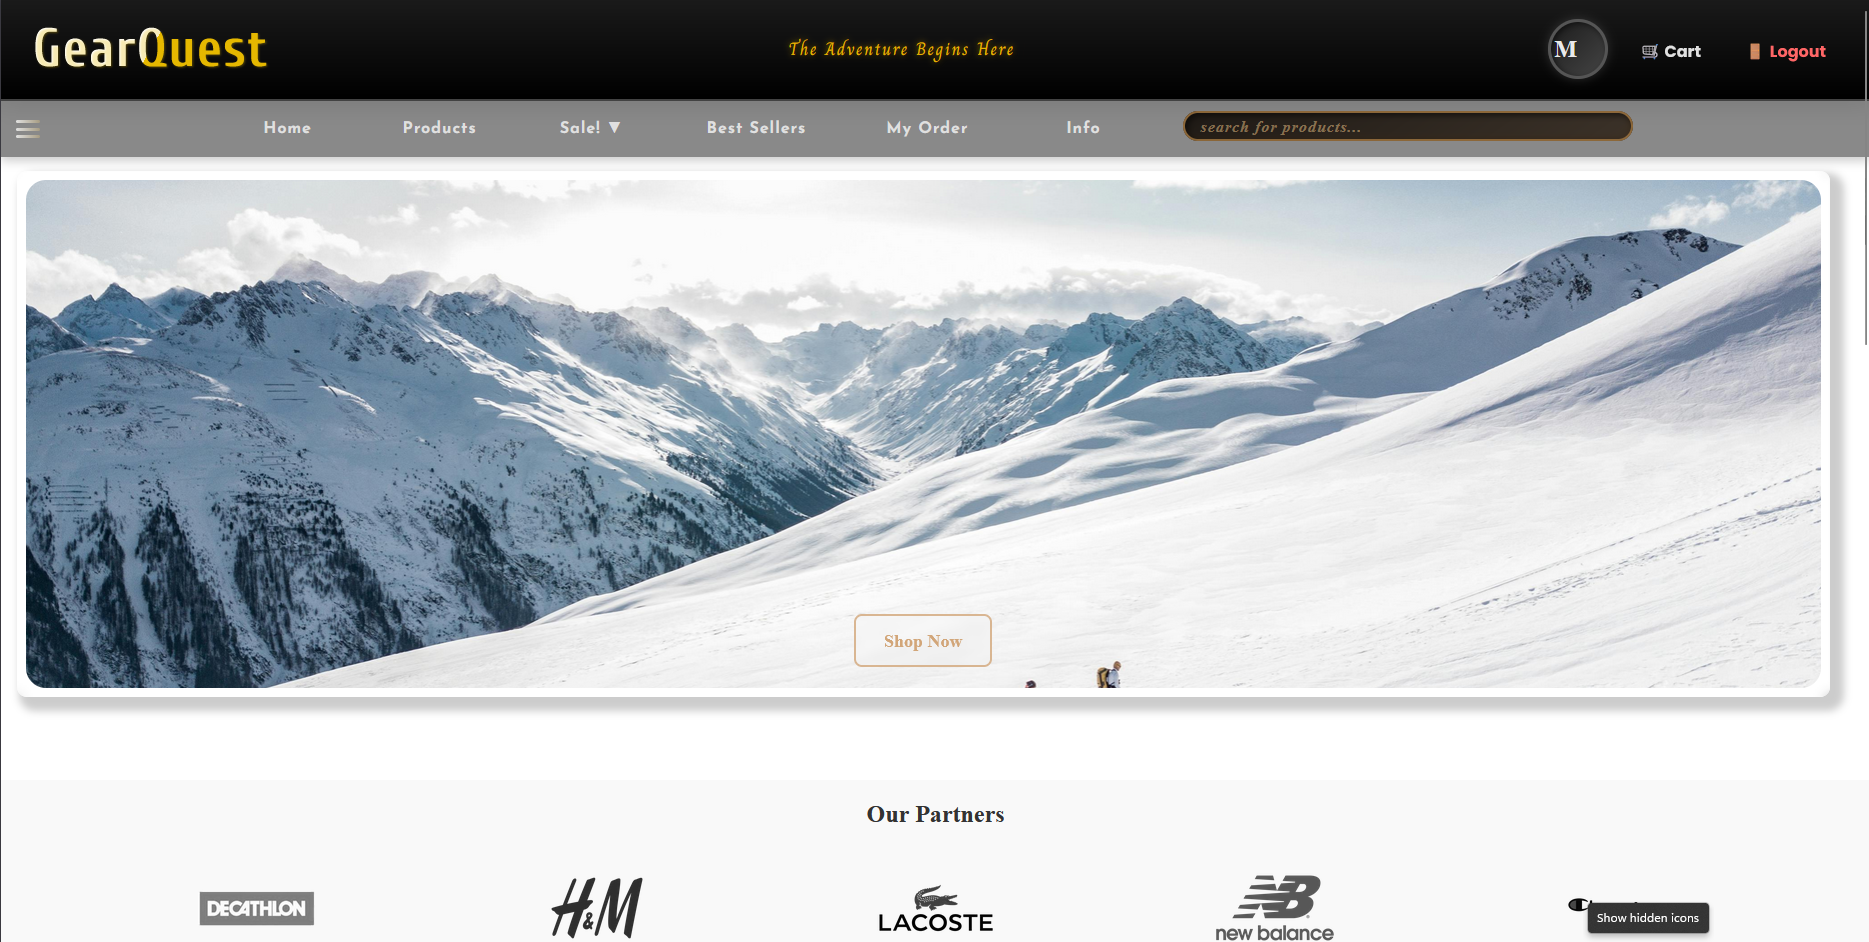 GearQuest
The Adventure Begins Here
M
Cart
Logout
Home
Products
Sale! ▼
Best Sellers
My Order
Info
search for products...
Shop Now
Our Partners
DECATHLON
H&M
LACOSTE
new balance
Show hidden icons